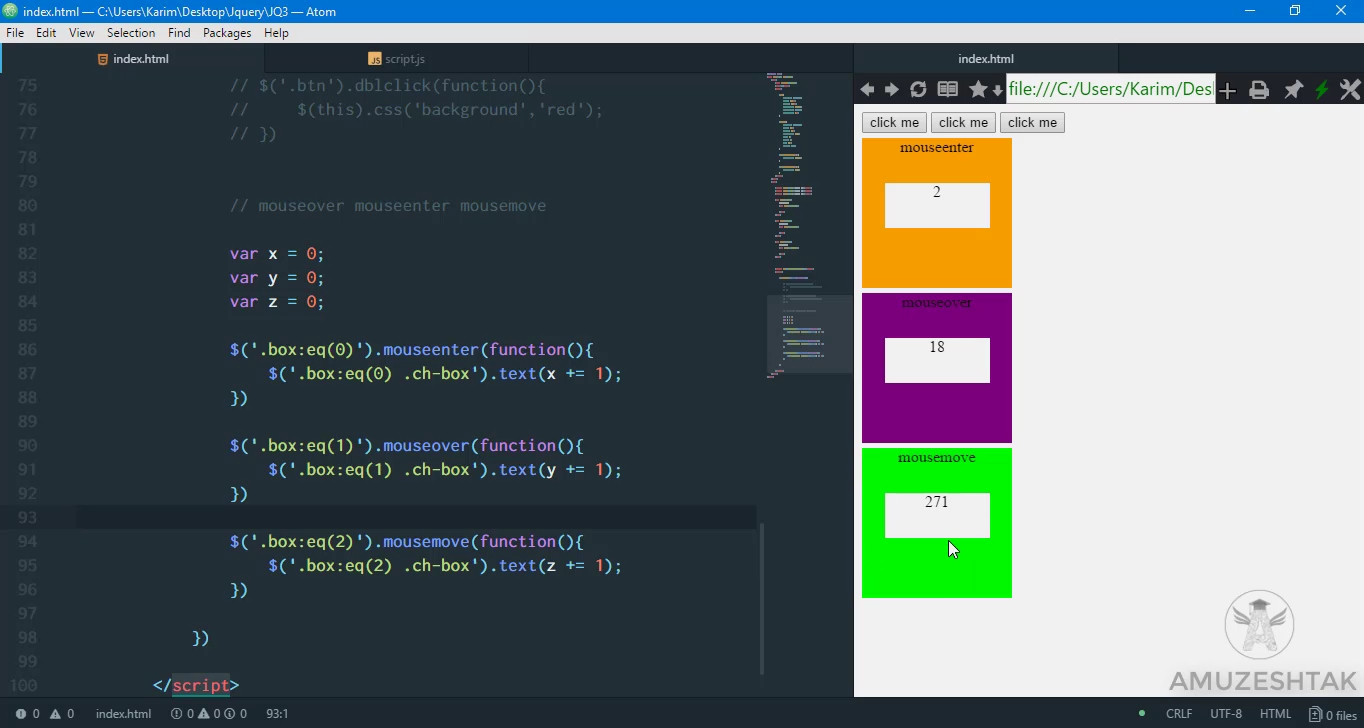 index.html — C:\Users\Karim\Desktop\Jquery\JQ3 — Atom
File Edit View Selection Find Packages Help
index.html script.js index.html
file:///C:/Users/Karim/Des
75 // $('.btn').dblclick(function(){
76 // $(this).css('background','red');
77 // })
78
79
80 // mouseover mouseenter mousemove
81
82 var x = 0;
83 var y = 0;
84 var z = 0;
85
86 $('.box:eq(0)').mouseenter(function(){
87 $('.box:eq(0) .ch-box').text(x += 1);
88 })
89
90 $('.box:eq(1)').mouseover(function(){
91 $('.box:eq(1) .ch-box').text(y += 1);
92 })
93
94 $('.box:eq(2)').mousemove(function(){
95 $('.box:eq(2) .ch-box').text(z += 1);
96 })
97
98 })
99
100 </script>
click me click me click me
mouseenter
2
mouseover
18
mousemove
271
AMUZESHTAK
0 0 index.html 0 0 0 93:1 CRLF UTF-8 HTML 0 files